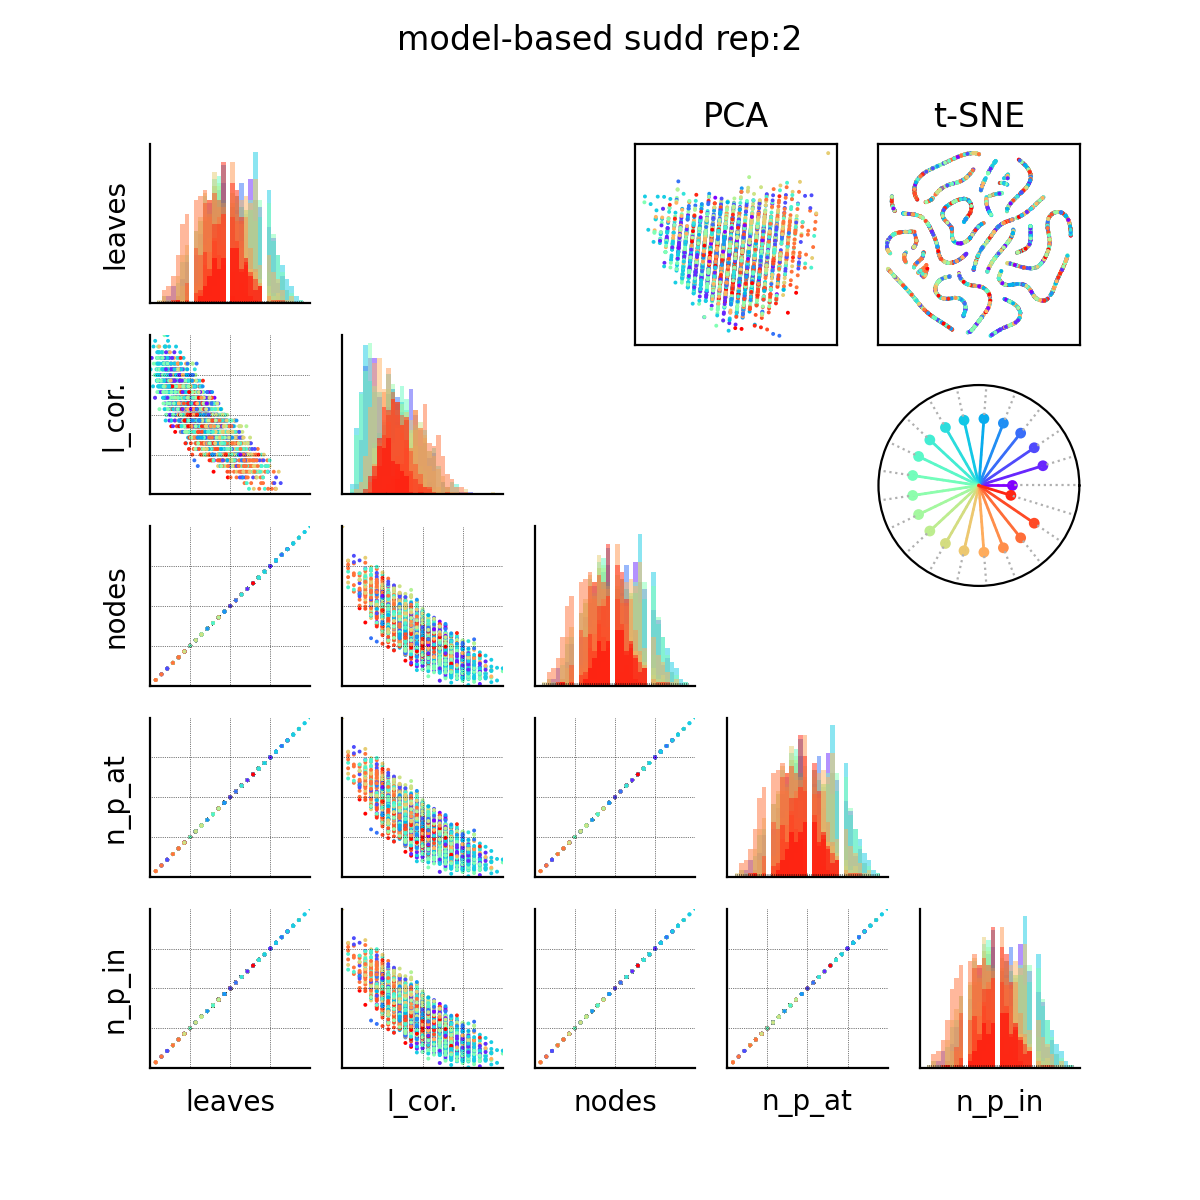 model-based sudd rep:2
PCA
t-SNE
leaves
l_cor.
nodes
n_p_at
n_p_in
leaves
l_cor.
nodes
n_p_at
n_p_in